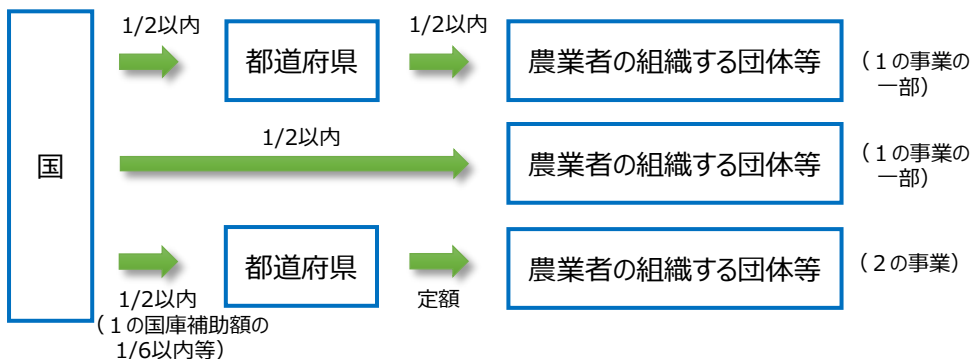 国
1/2以内
都道府県
1/2以内
農業者の組織する団体等
(１の事業の
一部)
1/2以内
農業者の組織する団体等
(１の事業の
一部)
都道府県
農業者の組織する団体等
(２の事業)
1/2以内
(１の国庫補助額の
1/6以内等)
定額